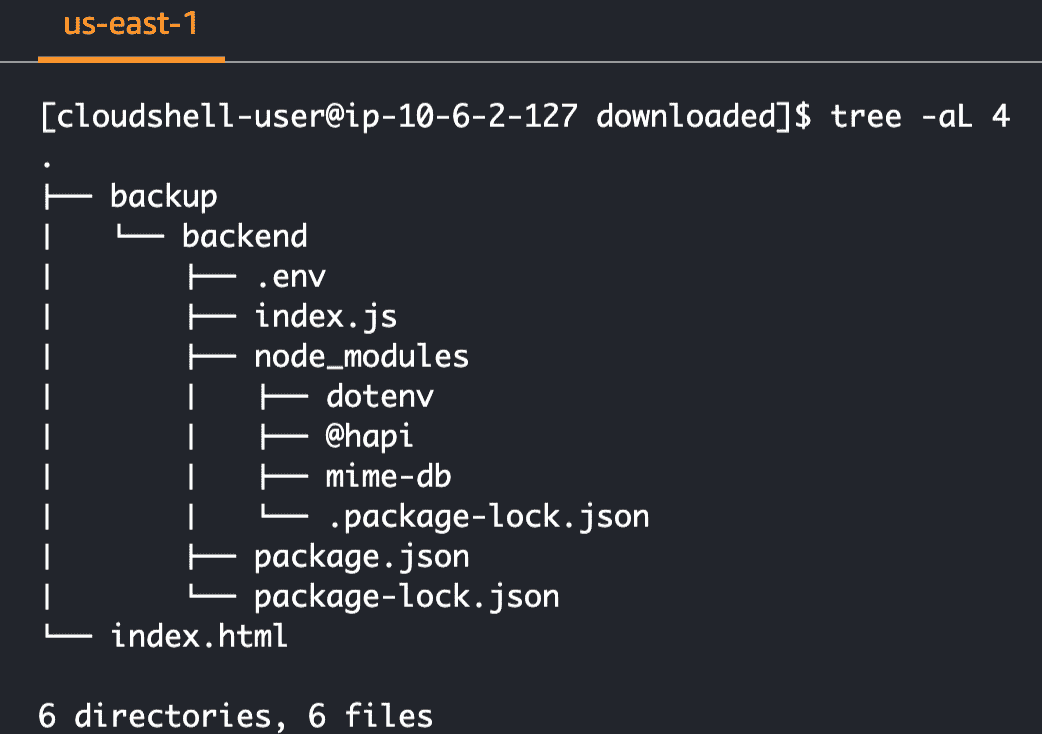 us-east-1
[cloudshell-user@ip-10-6-2-127 downloaded]$ tree -aL 4
.
├── backup
│   └── backend
│       ├── .env
│       ├── index.js
│       ├── node_modules
│       │   ├── dotenv
│       │   ├── @hapi
│       │   ├── mime-db
│       │   └── .package-lock.json
│       ├── package.json
│       └── package-lock.json
└── index.html
6 directories, 6 files